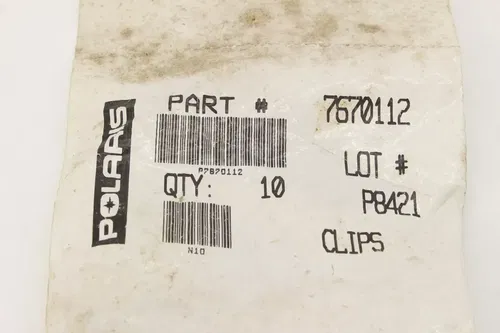 POLARIS
PART # 7670112
P7670112
LOT #
QTY: 10
P8421
N10
CLIPS